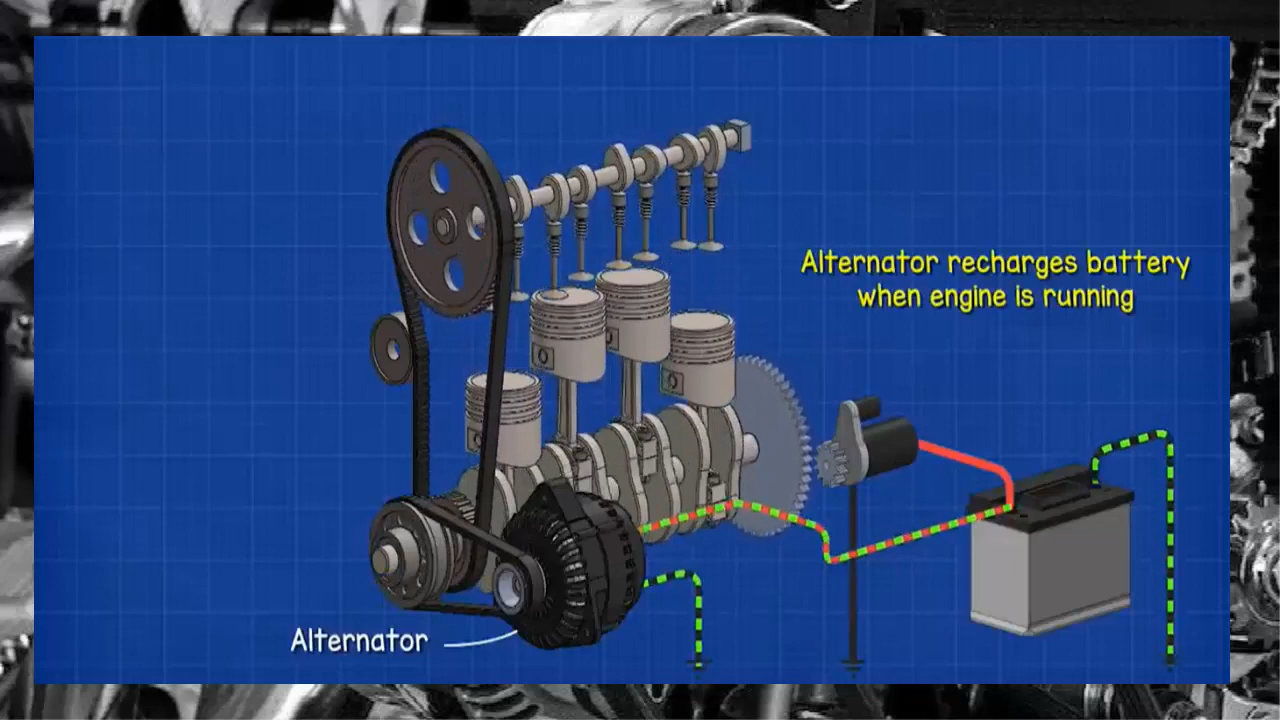 Alternator recharges battery
when engine is running
Alternator